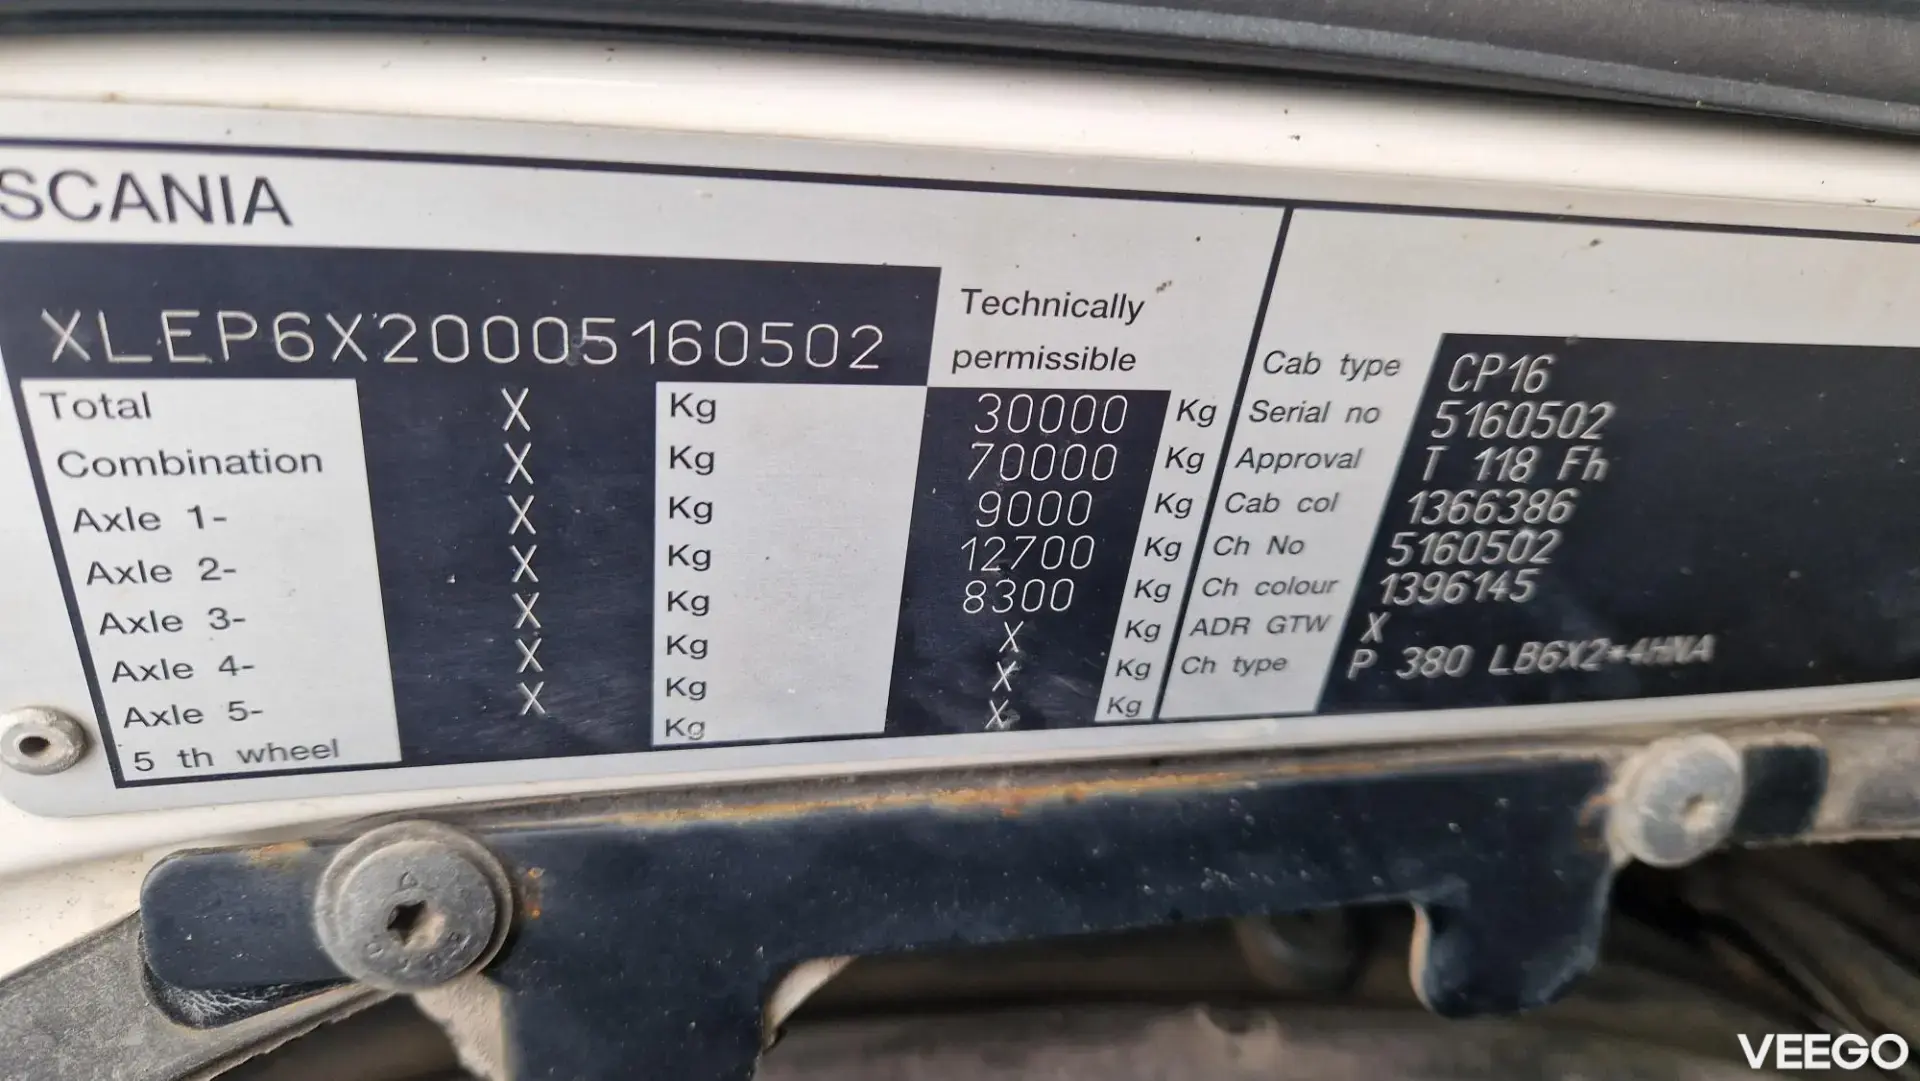 SCANIA
XLEP6X20005160502
Technically
permissible
Total X Kg 30000 Kg
Combination X Kg 70000 Kg
Axle 1- X Kg 9000 Kg
Axle 2- X Kg 12700 Kg
Axle 3- X Kg 8300 Kg
Axle 4- X Kg X Kg
Axle 5- X Kg X Kg
5 th wheel Kg X Kg
Cab type CP16
Serial no 5160502
Approval T 118 Fh
Cab col 1366386
Ch No 5160502
Ch colour 1396145
ADR GTW X
Ch type P 380 LB6X2*4HNA
VEEGO